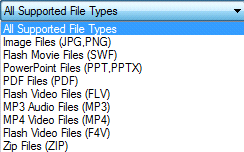 All Supported File Types
All Supported File Types
Image Files (JPG,PNG)
Flash Movie Files (SWF)
PowerPoint Files (PPT,PPTX)
PDF Files (PDF)
Flash Video Files (FLV)
MP3 Audio Files (MP3)
MP4 Video Files (MP4)
Flash Video Files (F4V)
Zip Files (ZIP)